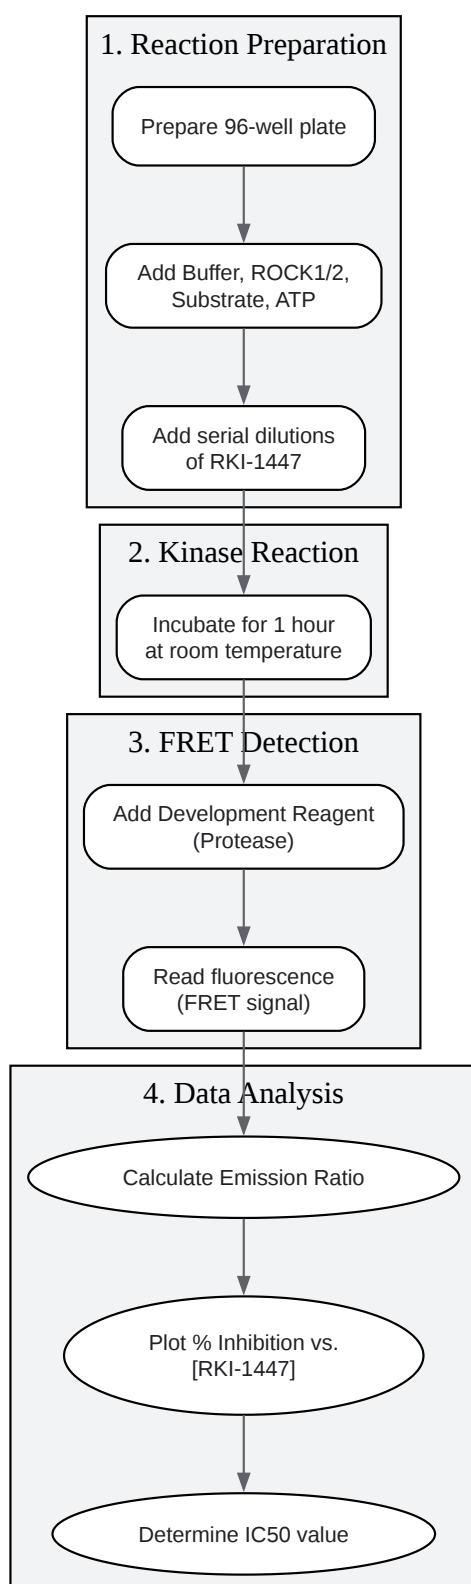 1. Reaction Preparation
Prepare 96-well plate
Add Buffer, ROCK1/2,
Substrate, ATP
Add serial dilutions
of RKI-1447
2. Kinase Reaction
Incubate for 1 hour
at room temperature
3. FRET Detection
Add Development Reagent
(Protease)
Read fluorescence
(FRET signal)
4. Data Analysis
Calculate Emission Ratio
Plot % Inhibition vs.
[RKI-1447]
Determine IC50 value